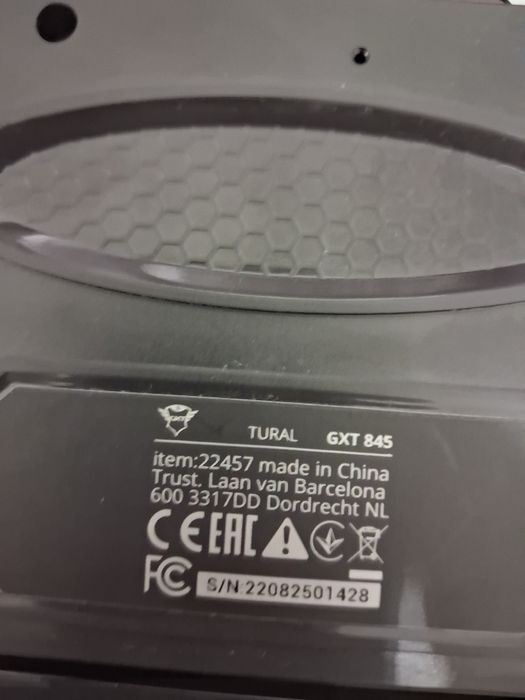 GXT
TURAL GXT 845
item:22457 made in China
Trust. Laan van Barcelona
600 3317DD Dordrecht NL
CE EAC
FC S/N:22082501428